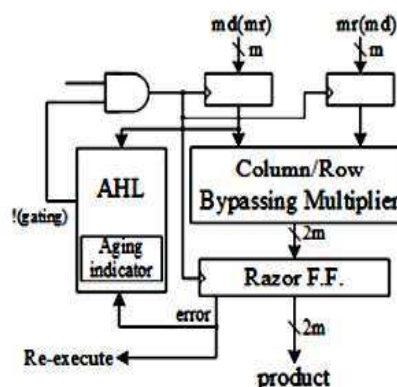 md(mr)
mr(md)
m
m
AHL
Column/Row
Bypassing Multiplier
!(gating)
Aging
indicator
2m
Razor F.F.
error
2m
Re-execute
product